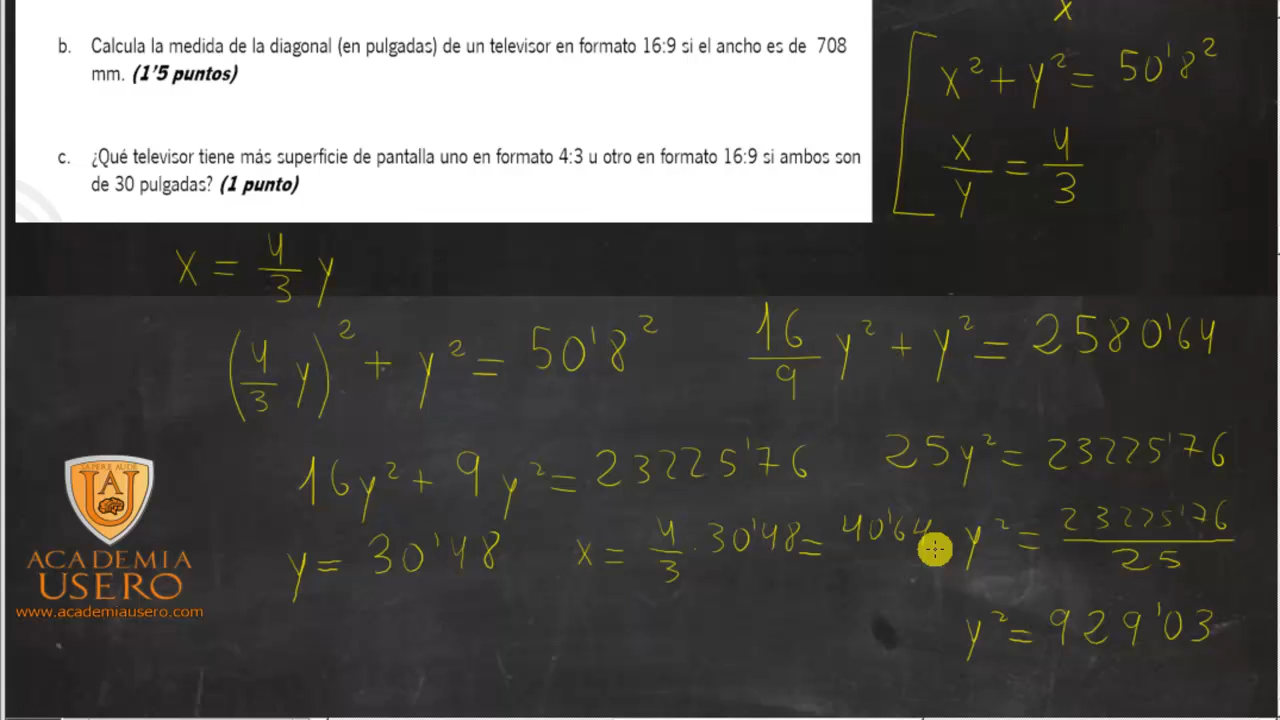 b. Calcula la medida de la diagonal (en pulgadas) de un televisor en formato 16:9 si el ancho es de 708
mm. (1'5 puntos)
c. ¿Qué televisor tiene más superficie de pantalla uno en formato 4:3 u otro en formato 16:9 si ambos son
de 30 pulgadas? (1 punto)
x
x² + y² = 50'8²
x/y = 4/3
x = 4/3 y
(4/3 y)² + y² = 50'8²
16/9 y² + y² = 2580'64
16y² + 9y² = 23225'76
25y² = 23225'76
y = 30'48
x = 4/3 · 30'48 = 40'64
y² = 23225'76/25
y² = 929'03
SAPERE AUDE
UA
ACADEMIA
USERO
www.academiausero.com